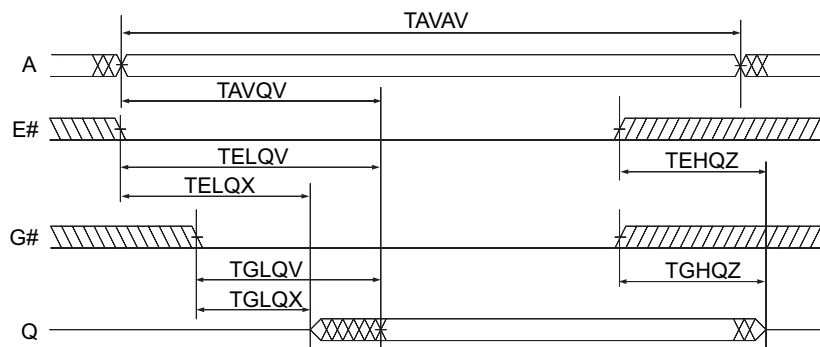 TAVAV
A
TAVQV
E#
TELQV
TEHQZ
TELQX
G#
TGLQV
TGHQZ
TGLQX
Q